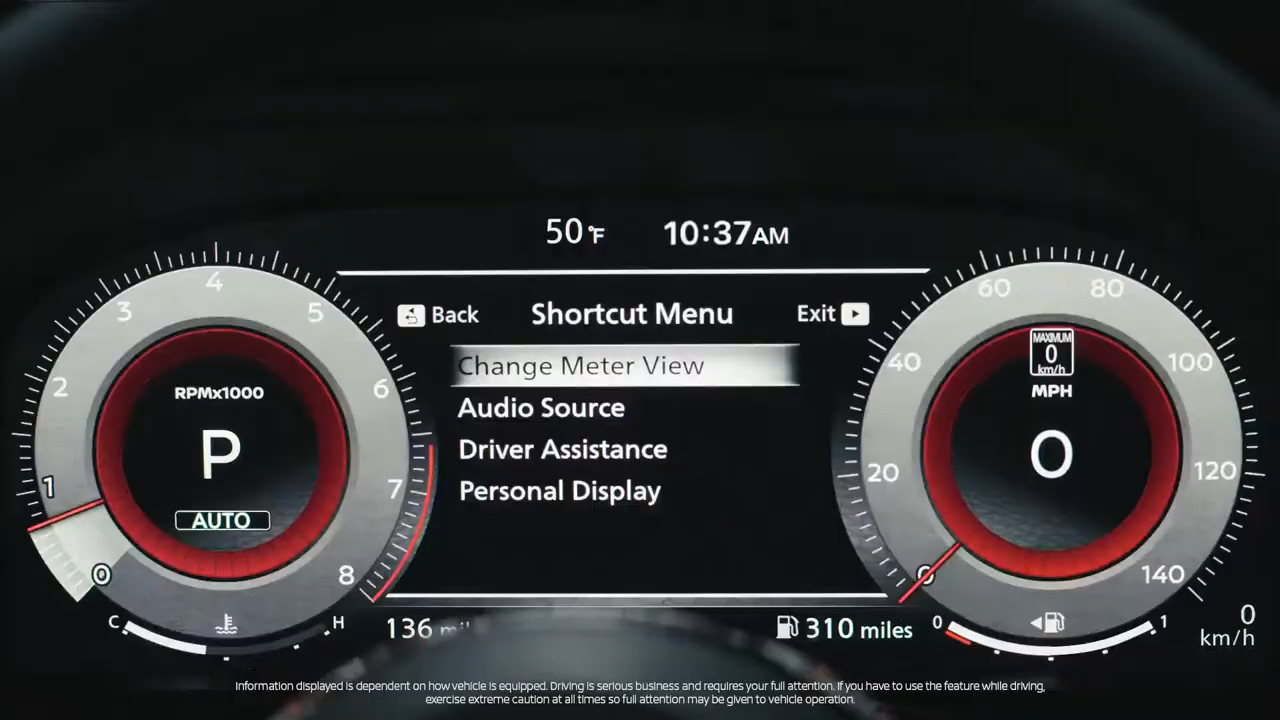 50°F 10:37AM
Back Shortcut Menu Exit
Change Meter View
Audio Source
Driver Assistance
Personal Display
0 1 2 3 4 5 6 7 8
RPMx1000
P
AUTO
C H
136
310 miles
0 20 40 60 80 100 120 140
MAXIMUM
0
km/h
MPH
0
0 1
0
km/h
Information displayed is dependent on how vehicle is equipped. Driving is serious business and requires your full attention. If you have to use the feature while driving,
exercise extreme caution at all times so full attention may be given to vehicle operation.